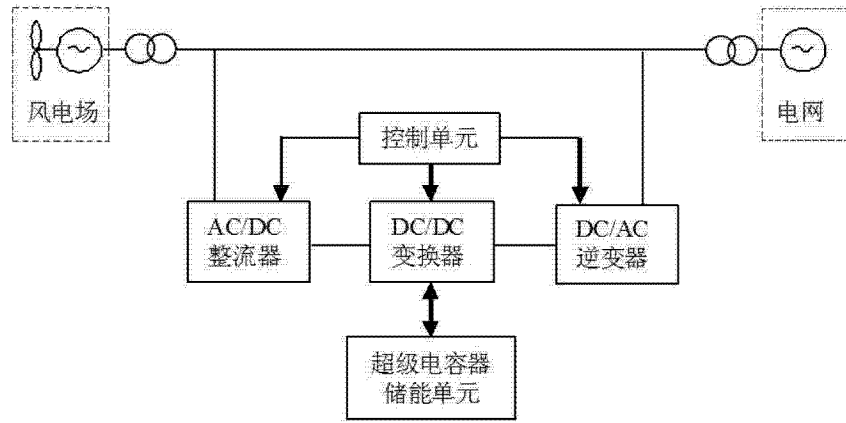 风电场
电网
控制单元
AC/DC
整流器
DC/DC
变换器
DC/AC
逆变器
超级电容器
储能单元